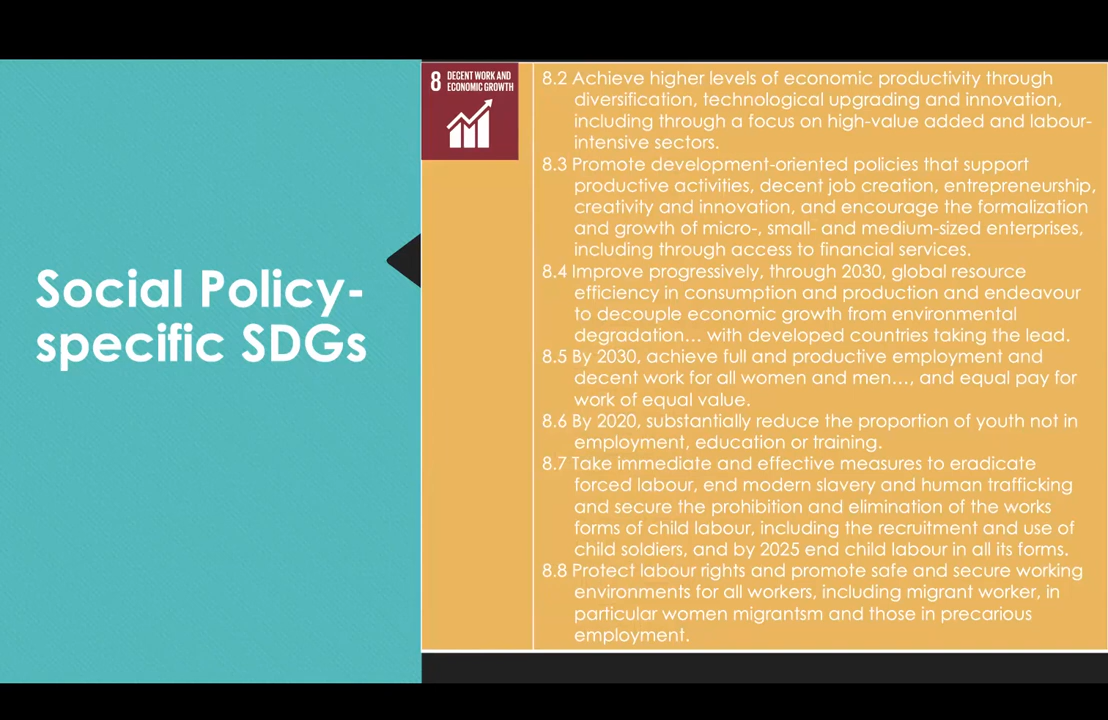 Social Policy-
specific SDGs
8 DECENT WORK AND
ECONOMIC GROWTH
8.2 Achieve higher levels of economic productivity through
diversification, technological upgrading and innovation,
including through a focus on high-value added and labour-
intensive sectors.
8.3 Promote development-oriented policies that support
productive activities, decent job creation, entrepreneurship,
creativity and innovation, and encourage the formalization
and growth of micro-, small- and medium-sized enterprises,
including through access to financial services.
8.4 Improve progressively, through 2030, global resource
efficiency in consumption and production and endeavour
to decouple economic growth from environmental
degradation... with developed countries taking the lead.
8.5 By 2030, achieve full and productive employment and
decent work for all women and men..., and equal pay for
work of equal value.
8.6 By 2020, substantially reduce the proportion of youth not in
employment, education or training.
8.7 Take immediate and effective measures to eradicate
forced labour, end modern slavery and human trafficking
and secure the prohibition and elimination of the works
forms of child labour, including the recruitment and use of
child soldiers, and by 2025 end child labour in all its forms.
8.8 Protect labour rights and promote safe and secure working
environments for all workers, including migrant worker, in
particular women migrantsm and those in precarious
employment.